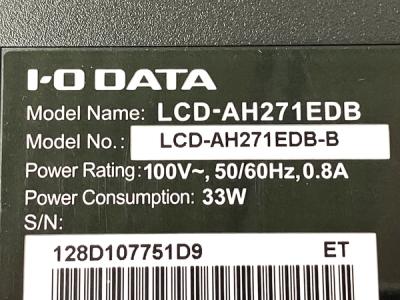 I-O DATA
Model Name: LCD-AH271EDB
Model No.: LCD-AH271EDB-B
Power Rating: 100V~, 50/60Hz, 0.8A
Power Consumption: 33W
S/N:
128D107751D9 ET